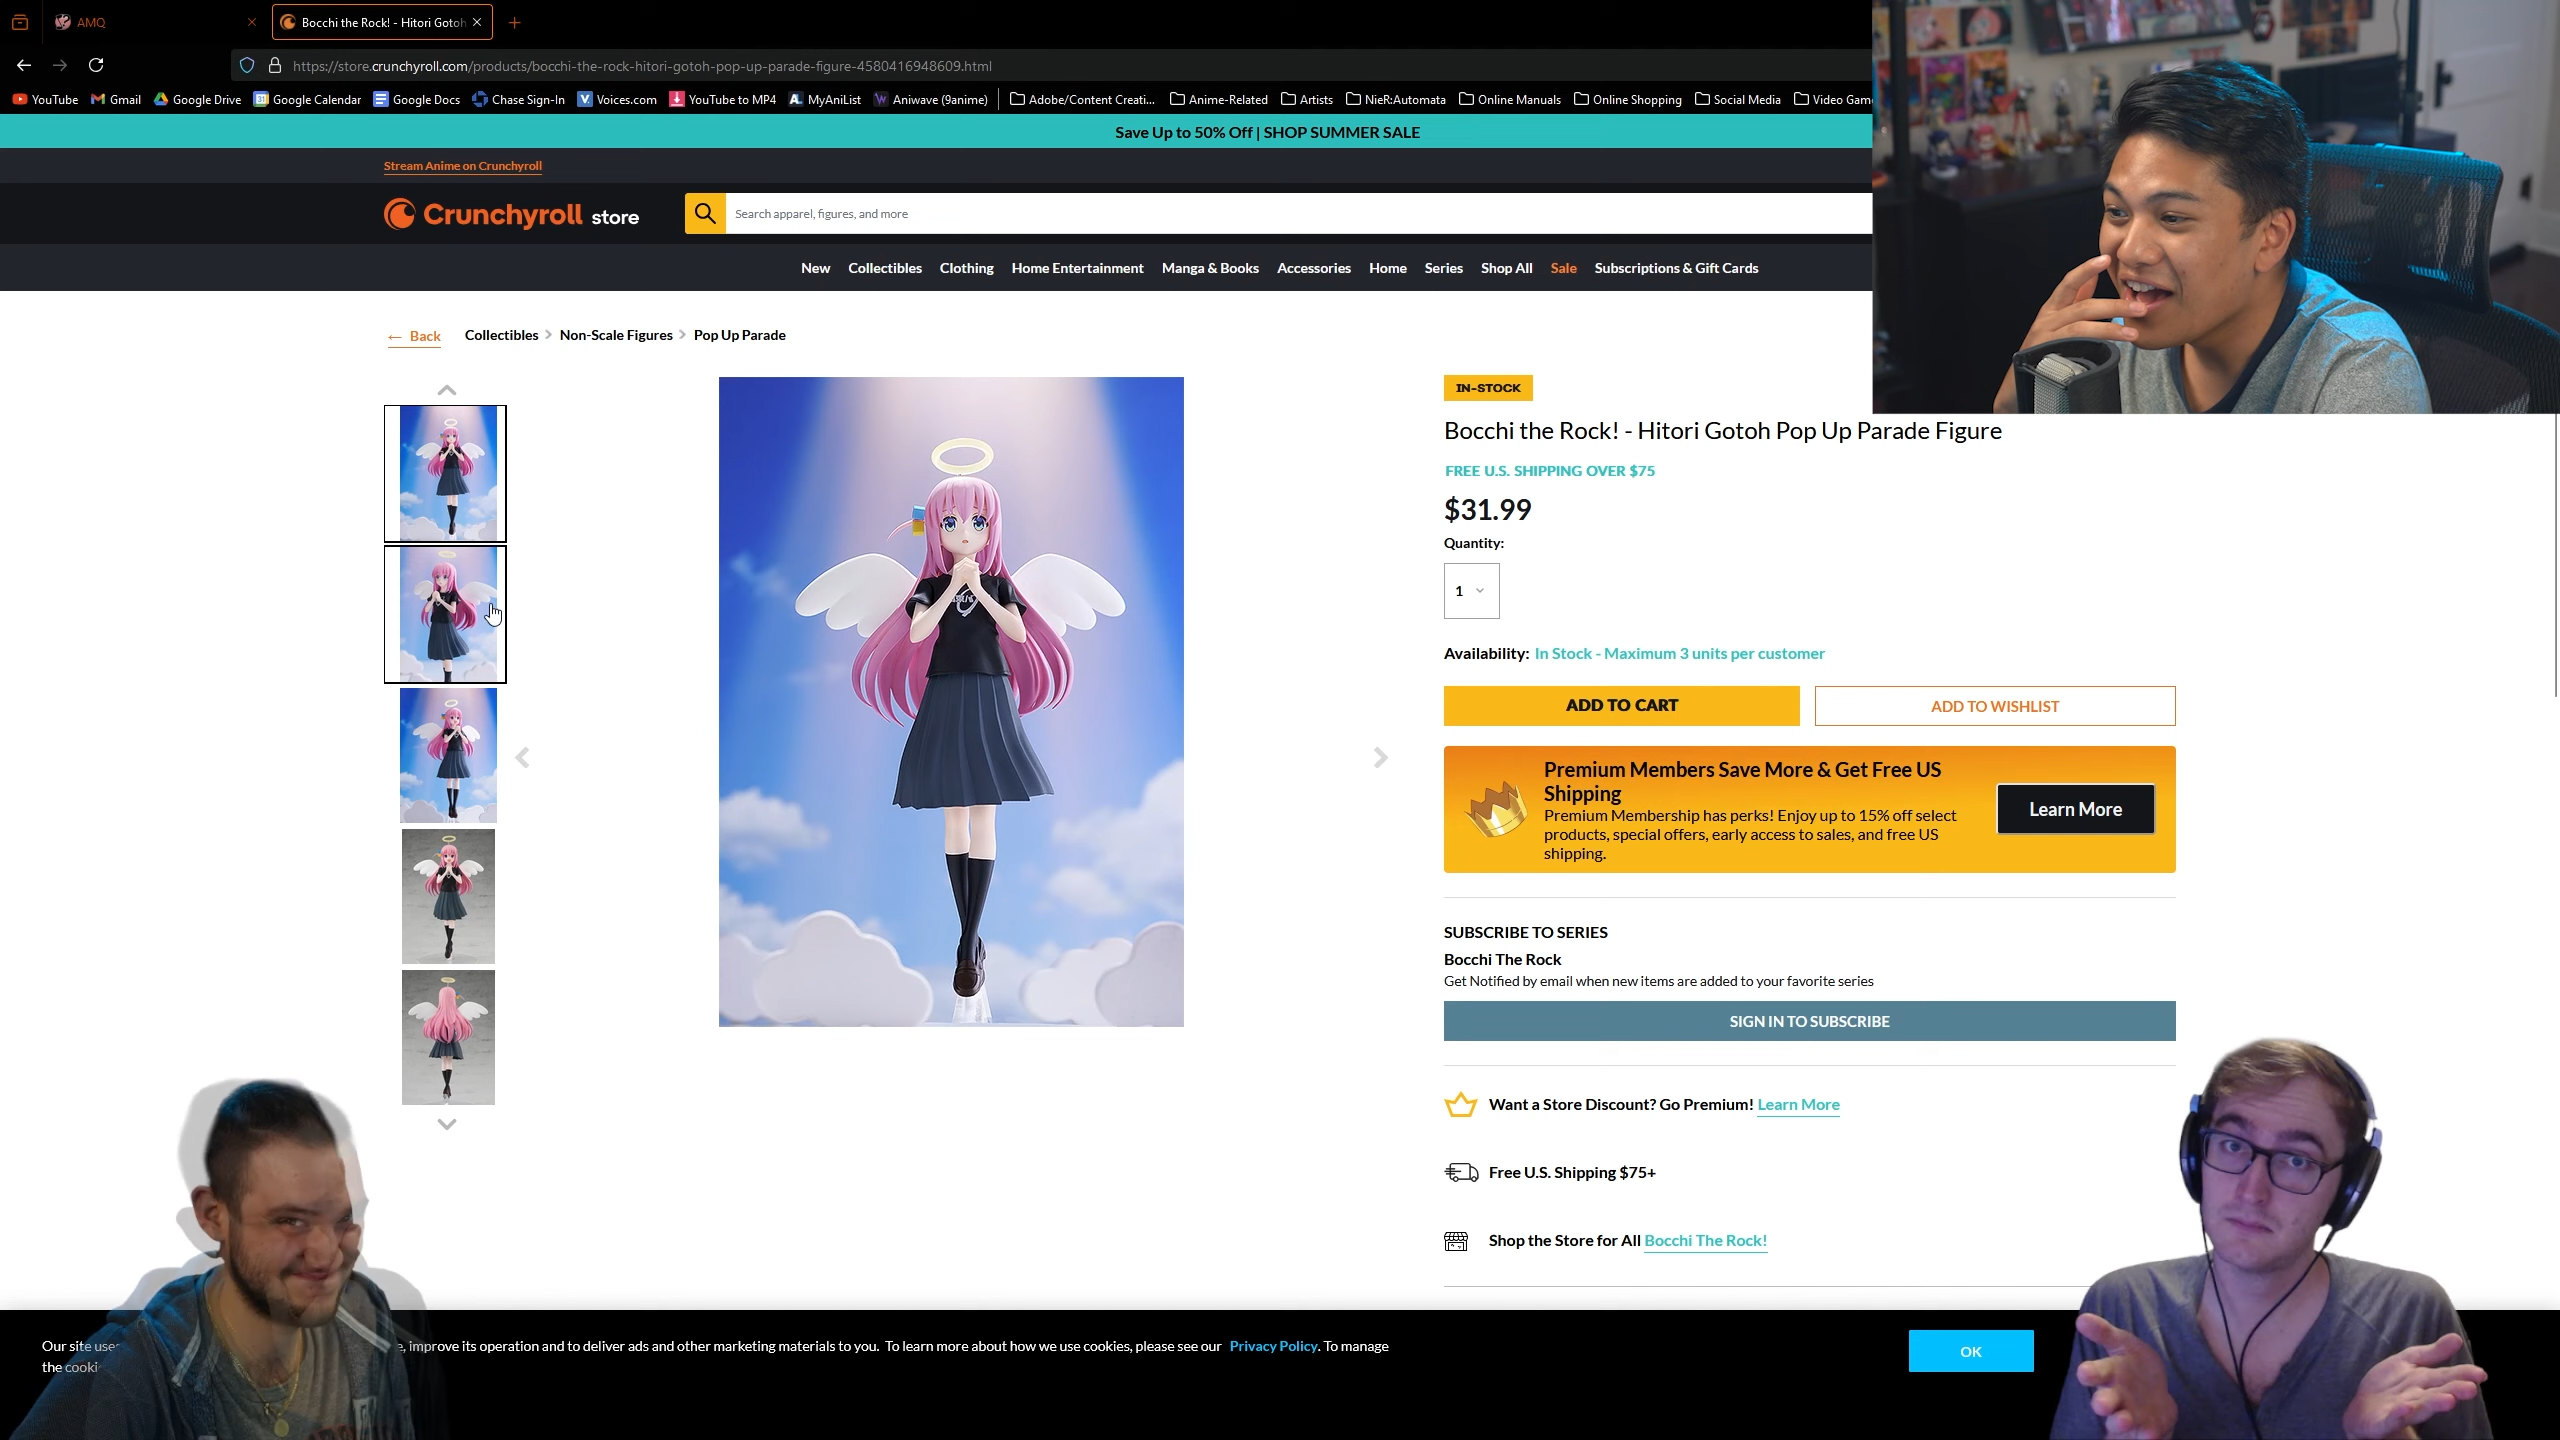 AMQ
Bocchi the Rock! - Hitori Gotoh
https://store.crunchyroll.com/products/bocchi-the-rock-hitori-gotoh-pop-up-parade-figure-4580416948609.html
YouTube Gmail Google Drive Google Calendar Google Docs Chase Sign-In Voices.com YouTube to MP4 MyAniList Aniwave (9anime) Adobe/Content Creati... Anime-Related Artists NieR:Automata Online Manuals Online Shopping Social Media Video Gam
Save Up to 50% Off | SHOP SUMMER SALE
Stream Anime on Crunchyroll
Crunchyroll store
Search apparel, figures, and more
New Collectibles Clothing Home Entertainment Manga & Books Accessories Home Series Shop All Sale Subscriptions & Gift Cards
← Back Collectibles > Non-Scale Figures > Pop Up Parade
IN-STOCK
Bocchi the Rock! - Hitori Gotoh Pop Up Parade Figure
FREE U.S. SHIPPING OVER $75
$31.99
Quantity:
1
Availability: In Stock - Maximum 3 units per customer
ADD TO CART ADD TO WISHLIST
Premium Members Save More & Get Free US
Shipping
Premium Membership has perks! Enjoy up to 15% off select
products, special offers, early access to sales, and free US
shipping.
Learn More
SUBSCRIBE TO SERIES
Bocchi The Rock
Get Notified by email when new items are added to your favorite series
SIGN IN TO SUBSCRIBE
Want a Store Discount? Go Premium! Learn More
Free U.S. Shipping $75+
Shop the Store for All Bocchi The Rock!
Our site uses improve its operation and to deliver ads and other marketing materials to you. To learn more about how we use cookies, please see our Privacy Policy. To manage
the cooki
OK